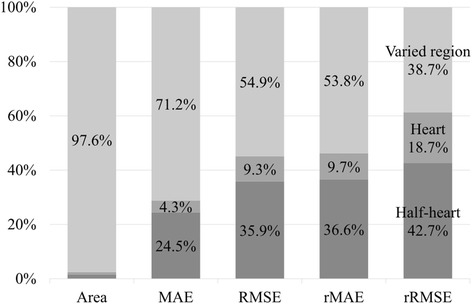 100%
80%
60%
40%
20%
0%
97.6%
71.2%
4.3%
24.5%
54.9%
9.3%
35.9%
53.8%
9.7%
36.6%
Varied region
38.7%
Heart
18.7%
Half-heart
42.7%
Area
MAE
RMSE
rMAE
rRMSE